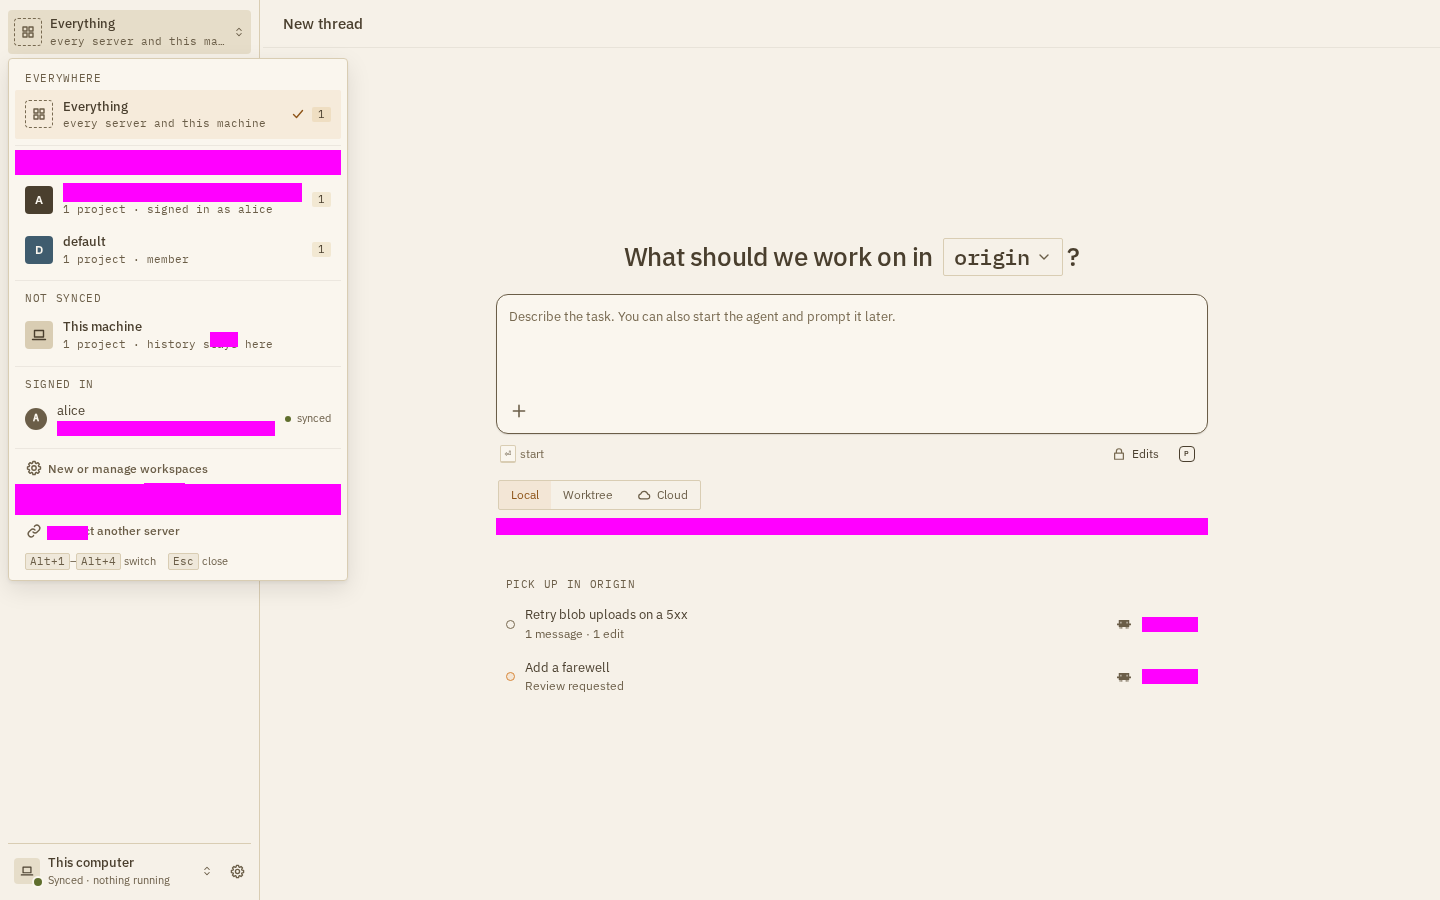 Everything
every server and this ma…
New thread
EVERYWHERE
Everything
every server and this machine
1
A
1
1 project · signed in as alice
D
default
1
1 project · member
NOT SYNCED
This machine
1 project · history here
SIGNED IN
A
alice
synced
New or manage workspaces
another server
Alt+1–Alt+4 switch Esc close
What should we work on in origin ?
Describe the task. You can also start the agent and prompt it later.
⏎ start
Edits
P
Local Worktree Cloud
PICK UP IN ORIGIN
Retry blob uploads on a 5xx
1 message · 1 edit
Add a farewell
Review requested
This computer
Synced · nothing running